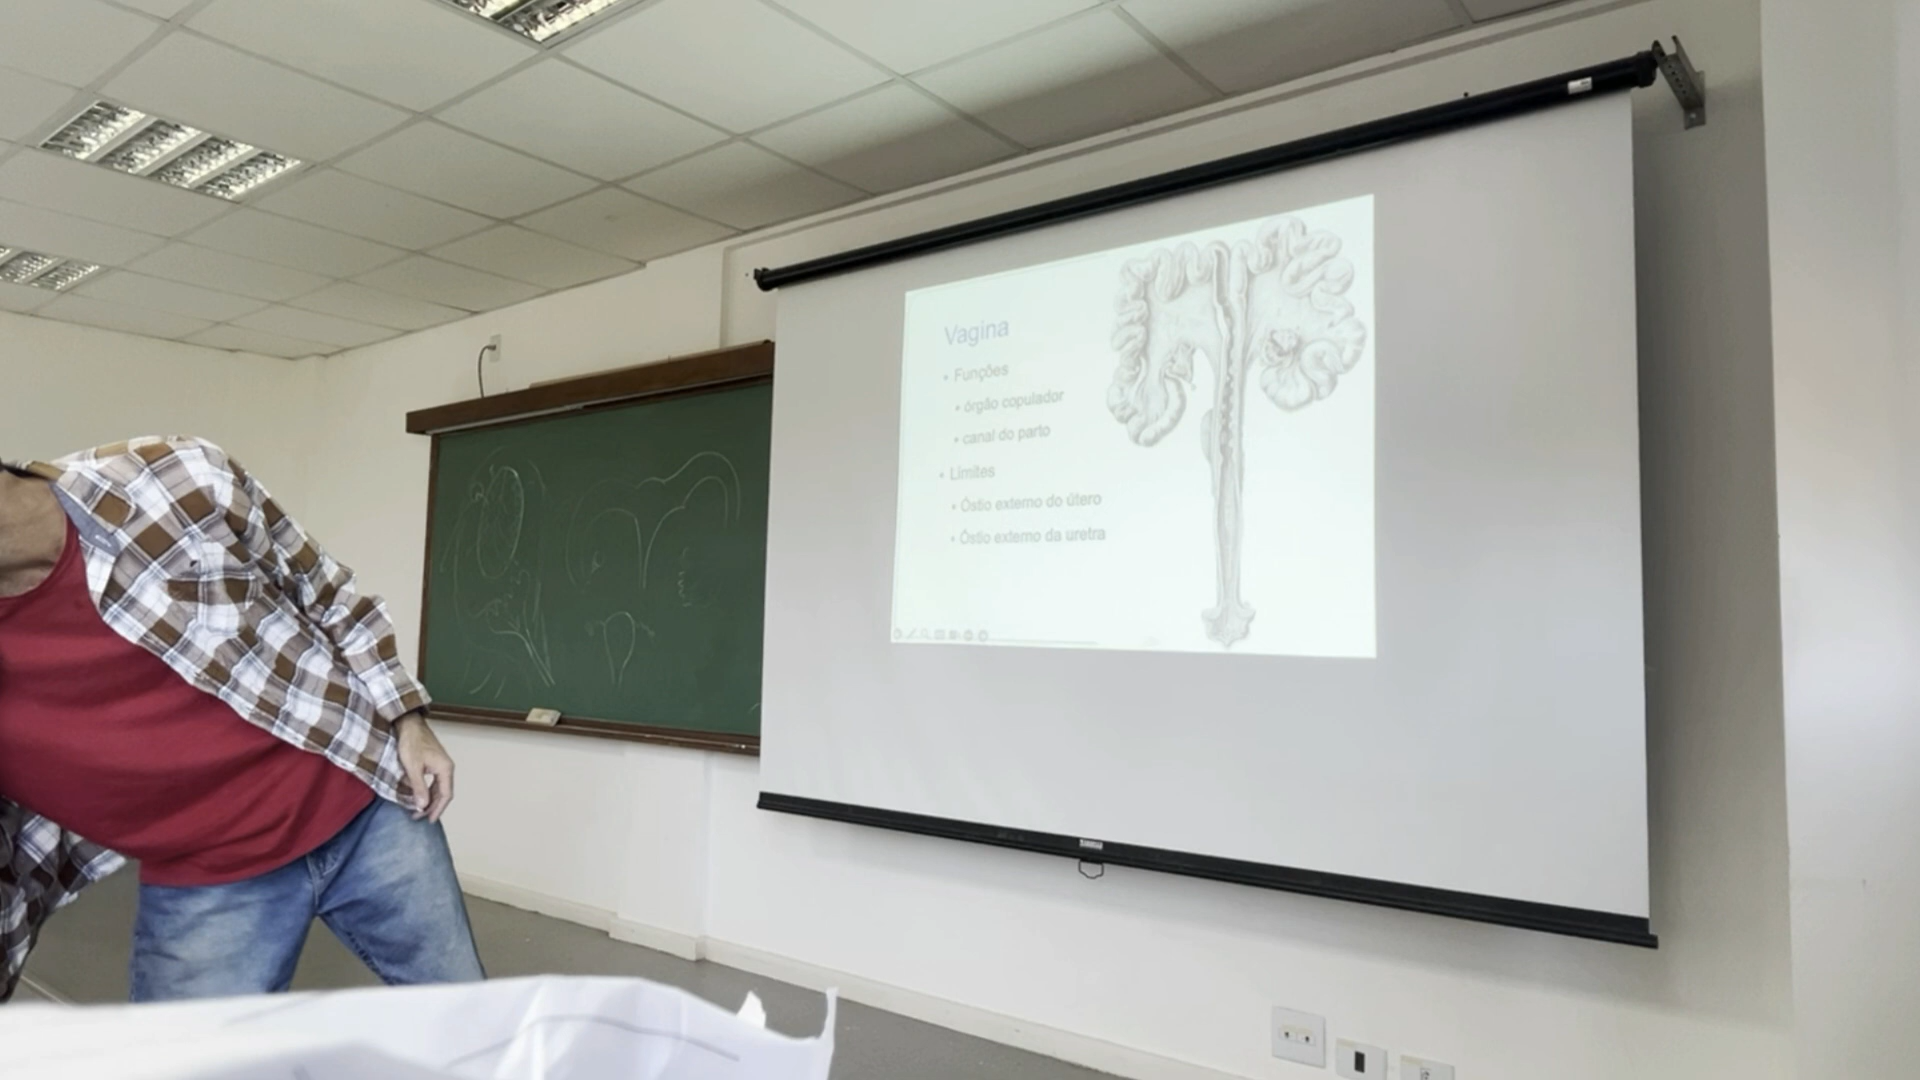 Vagina
• Funções
• órgão copulador
• canal do parto
• Limites
• Óstio externo do útero
• Óstio externo da uretra